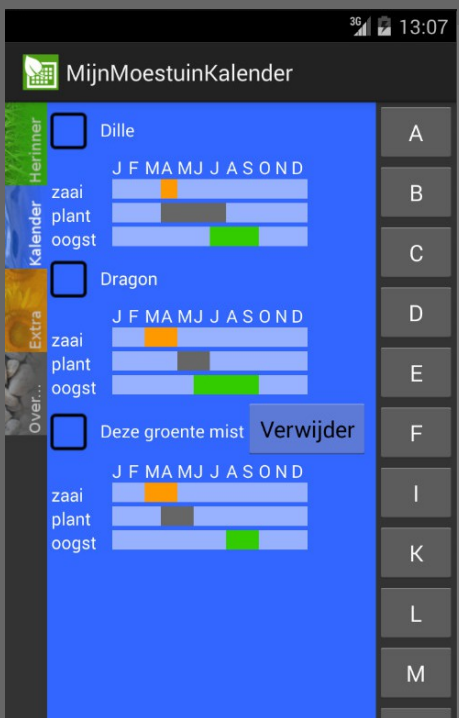 3G 13:07
MijnMoestuinKalender
Herinner
Kalender
Extra
Over...
Dille
J F M A M J J A S O N D
zaai
plant
oogst
Dragon
J F M A M J J A S O N D
zaai
plant
oogst
Deze groente mist Verwijder
J F M A M J J A S O N D
zaai
plant
oogst
A
B
C
D
E
F
I
K
L
M